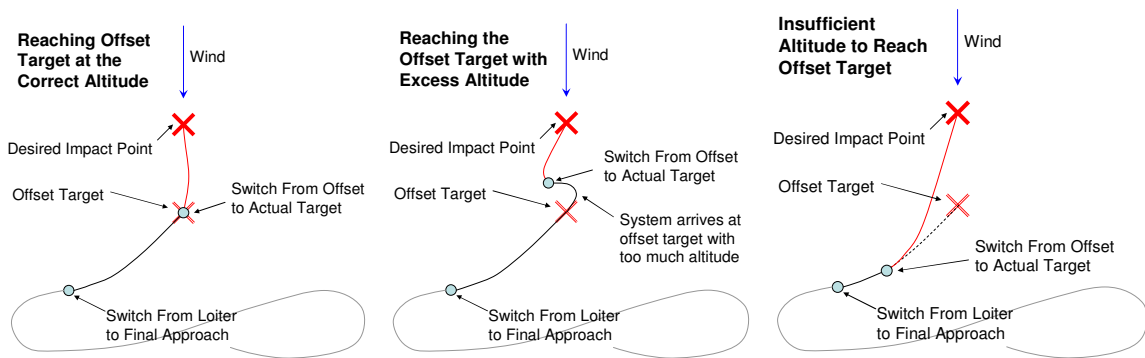 Reaching Offset
Target at the
Correct Altitude
Wind
Desired Impact Point
Offset Target
Switch From Offset
to Actual Target
Switch From Loiter
to Final Approach
Reaching the
Offset Target with
Excess Altitude
Wind
Desired Impact Point
Switch From Offset
to Actual Target
Offset Target
System arrives at
offset target with
too much altitude
Switch From Loiter
to Final Approach
Insufficient
Altitude to Reach
Offset Target
Wind
Desired Impact Point
Offset Target
Switch From Offset
to Actual Target
Switch From Loiter
to Final Approach